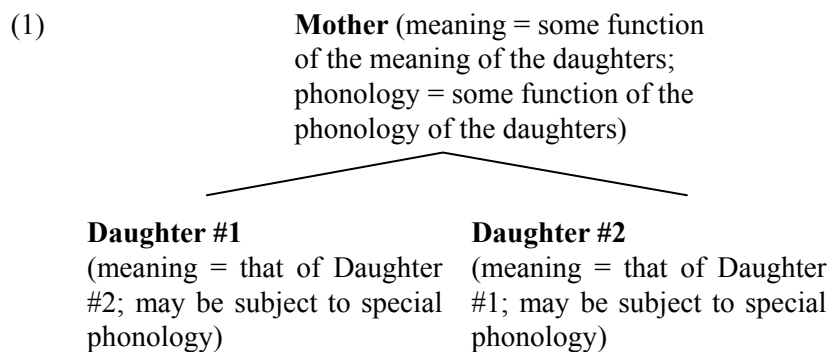 (1) Mother (meaning = some function
of the meaning of the daughters;
phonology = some function of the
phonology of the daughters)
Daughter #1
(meaning = that of Daughter
#2; may be subject to special
phonology)
Daughter #2
(meaning = that of Daughter
#1; may be subject to special
phonology)